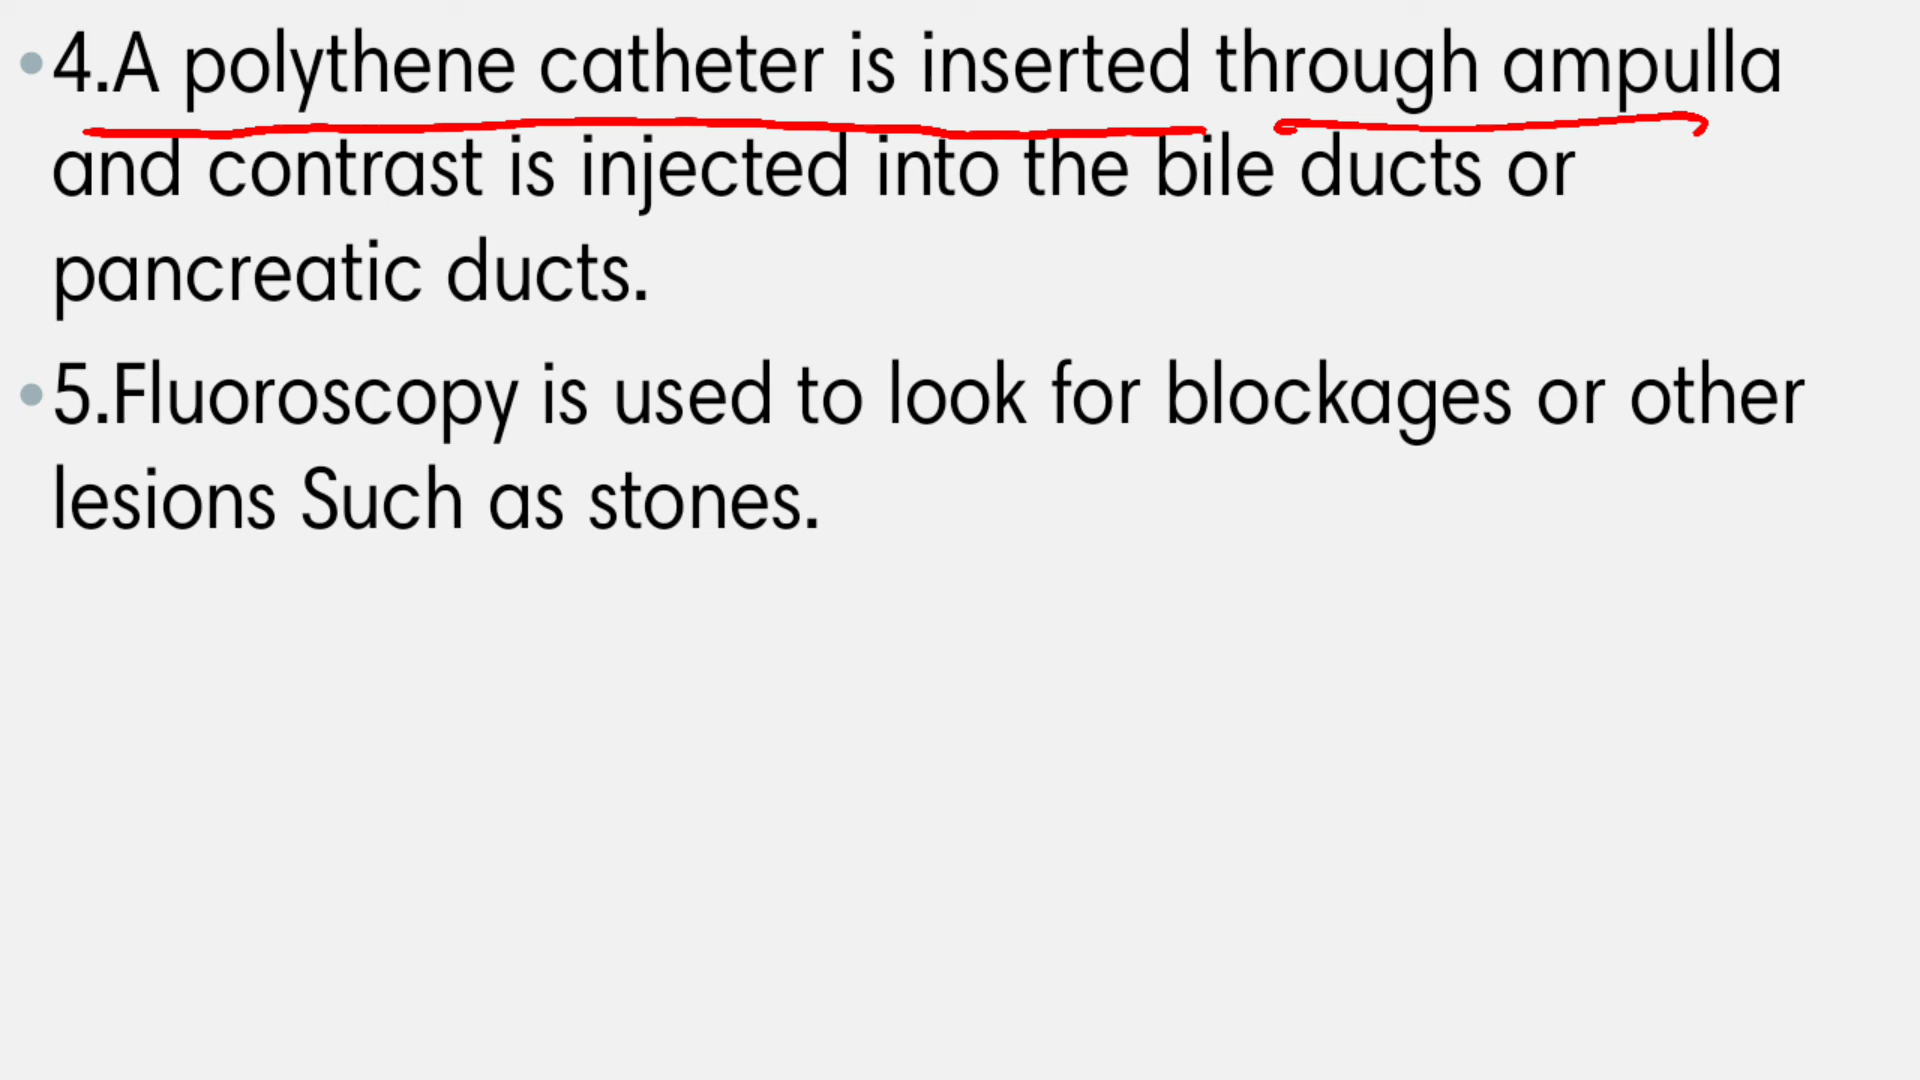 •4.A polythene catheter is inserted through ampulla
and contrast is injected into the bile ducts or
pancreatic ducts.
•5.Fluoroscopy is used to look for blockages or other
lesions Such as stones.